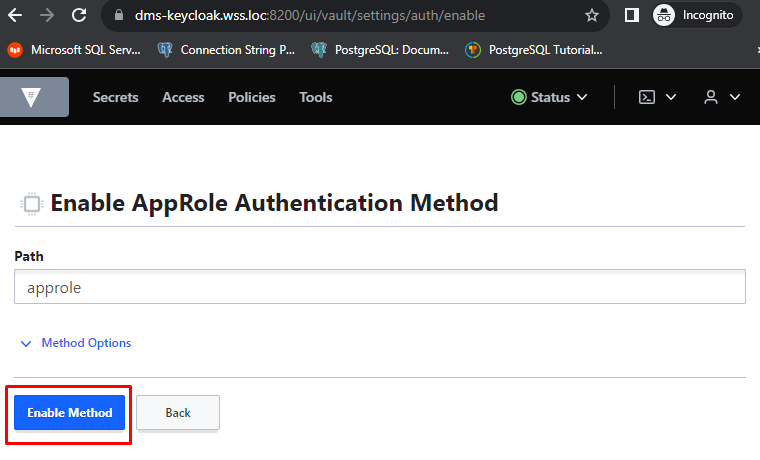 dms-keycloak.wss.loc:8200/ui/vault/settings/auth/enable Incognito
Microsoft SQL Serv... Connection String P... PostgreSQL: Docum... PostgreSQL Tutorial...
Secrets Access Policies Tools Status
Enable AppRole Authentication Method
Path
approle
Method Options
Enable Method Back